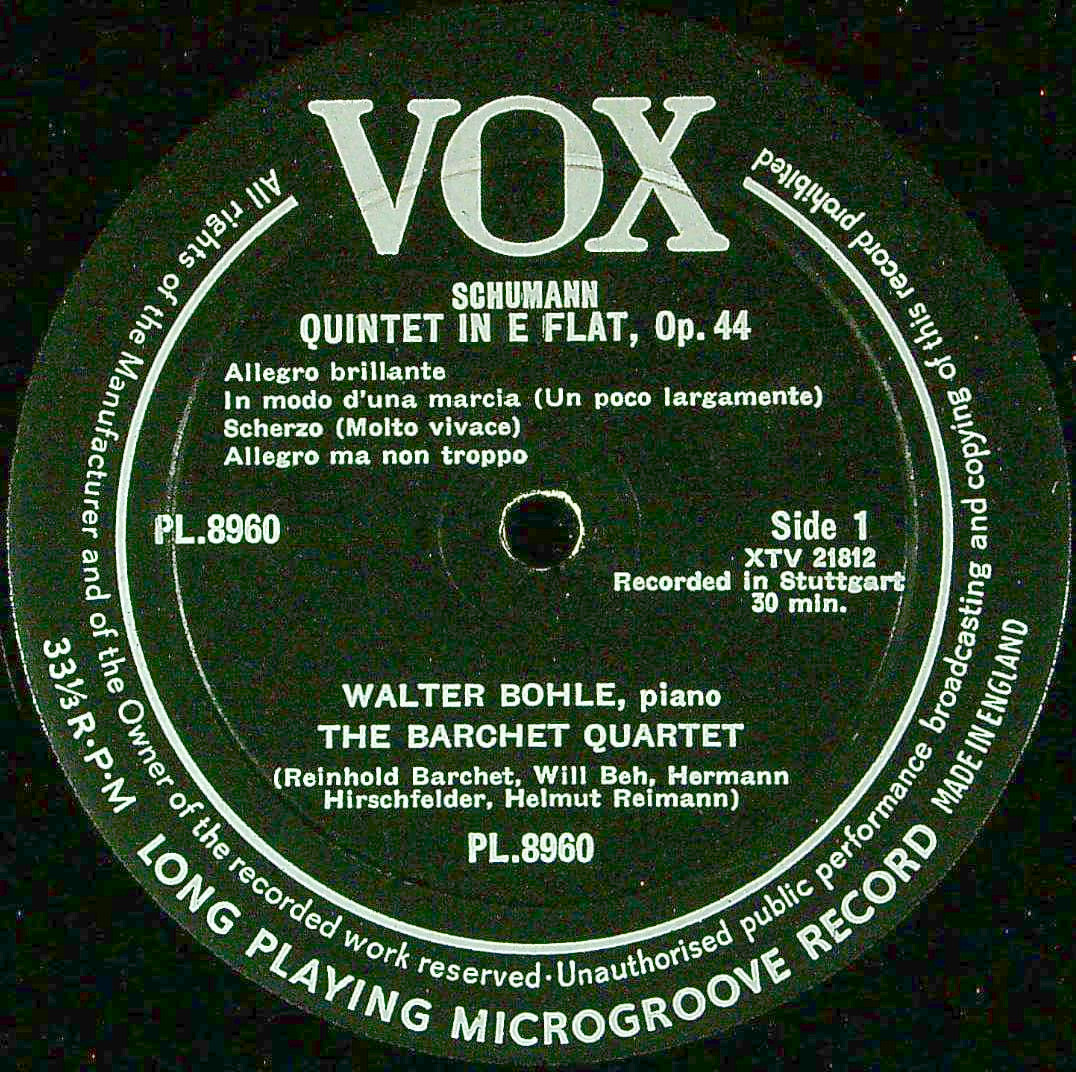 VOX
SCHUMANN
QUINTET IN E FLAT, Op. 44
Allegro brillante
In modo d'una marcia (Un poco largamente)
Scherzo (Molto vivace)
Allegro ma non troppo
PL.8960
Side 1
XTV 21812
Recorded in Stuttgart
30 min.
WALTER BOHLE, piano
THE BARCHET QUARTET
(Reinhold Barchet, Will Beh, Hermann
Hirschfelder, Helmut Reimann)
PL.8960
All rights of the Manufacturer and of the Owner of the recorded work reserved · Unauthorised public performance broadcasting and copying of this record prohibited
33⅓ R·P·M LONG PLAYING MICROGROOVE RECORD MADE IN ENGLAND